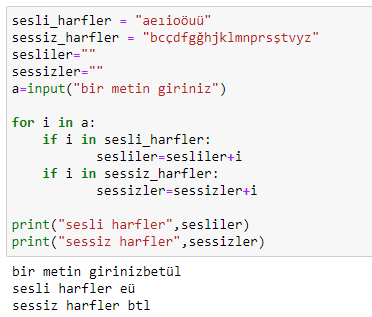 sesli_harfler = "aeıioöuü"
sessiz_harfler = "bcçdfgğhjklmnprsştvyz"
sesliler=""
sessizler=""
a=input("bir metin giriniz")
for i in a:
    if i in sesli_harfler:
            sesliler=sesliler+i
    if i in sessiz_harfler:
            sessizler=sessizler+i
print("sesli harfler",sesliler)
print("sessiz harfler",sessizler)
bir metin girinizbetül
sesli harfler eü
sessiz harfler btl